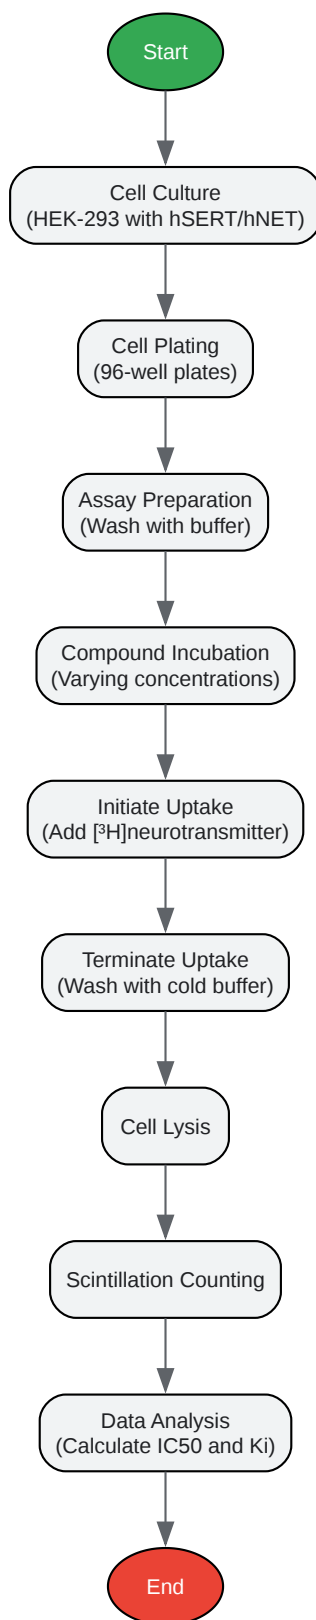 Start
Cell Culture
(HEK-293 with hSERT/hNET)
Cell Plating
(96-well plates)
Assay Preparation
(Wash with buffer)
Compound Incubation
(Varying concentrations)
Initiate Uptake
(Add [³H]neurotransmitter)
Terminate Uptake
(Wash with cold buffer)
Cell Lysis
Scintillation Counting
Data Analysis
(Calculate IC50 and Ki)
End